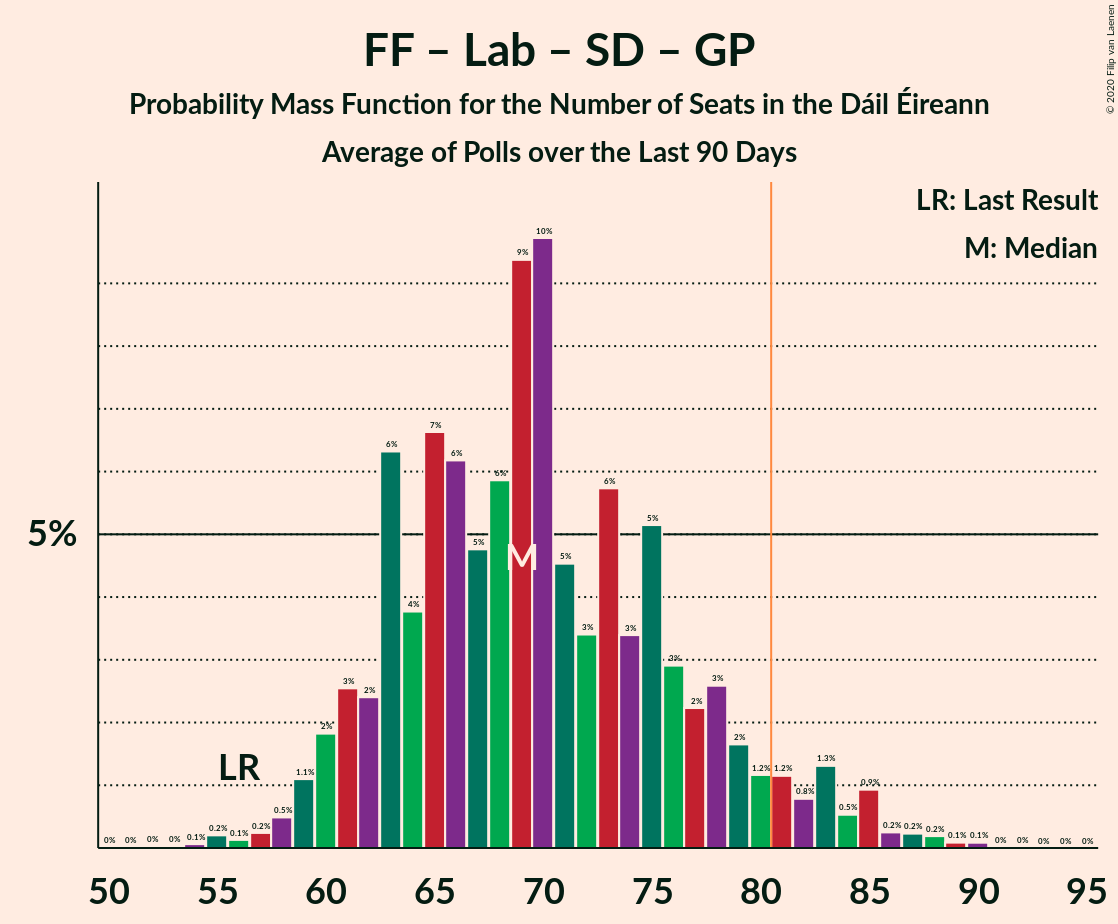 FF – Lab – SD – GP
Probability Mass Function for the Number of Seats in the Dáil Éireann
Average of Polls over the Last 90 Days
© 2020 Filip van Laenen
LR: Last Result
M: Median
5%
LR
M
0% 0% 0% 0% 0.1% 0.2% 0.1% 0.2% 0.5% 1.1% 2% 3% 2% 6% 4% 7% 6% 5% 6% 9% 10% 5% 3% 6% 3% 5% 3% 2% 3% 2% 1.2% 1.2% 0.8% 1.3% 0.5% 0.9% 0.2% 0.2% 0.2% 0.1% 0.1% 0% 0% 0% 0% 0%
50 55 60 65 70 75 80 85 90 95